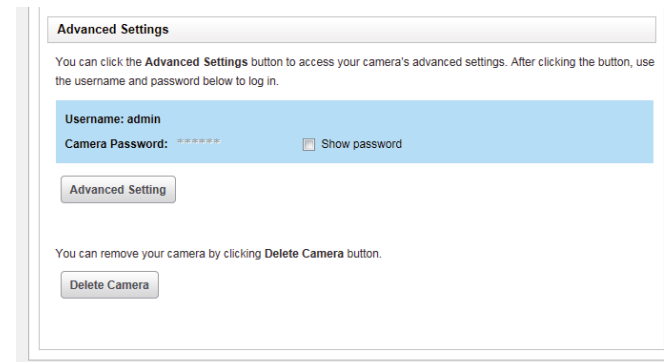 Advanced Settings
You can click the Advanced Settings button to access your camera's advanced settings. After clicking the button, use
the username and password below to log in.
Username: admin
Camera Password: ******
Show password
Advanced Setting
You can remove your camera by clicking Delete Camera button.
Delete Camera